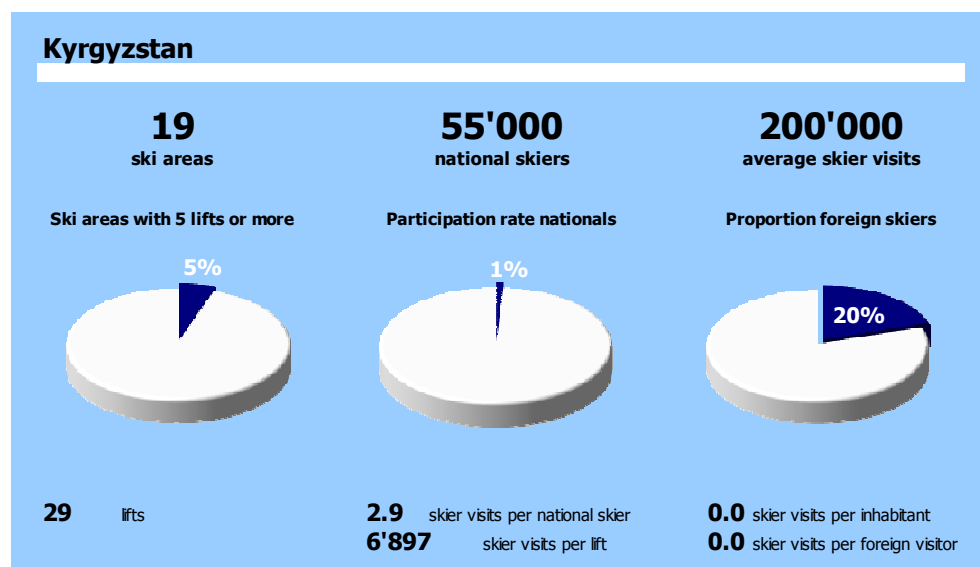 Kyrgyzstan
19
ski areas
55'000
national skiers
200'000
average skier visits
Ski areas with 5 lifts or more
Participation rate nationals
Proportion foreign skiers
5%
1%
20%
29 lifts
2.9 skier visits per national skier
6'897 skier visits per lift
0.0 skier visits per inhabitant
0.0 skier visits per foreign visitor